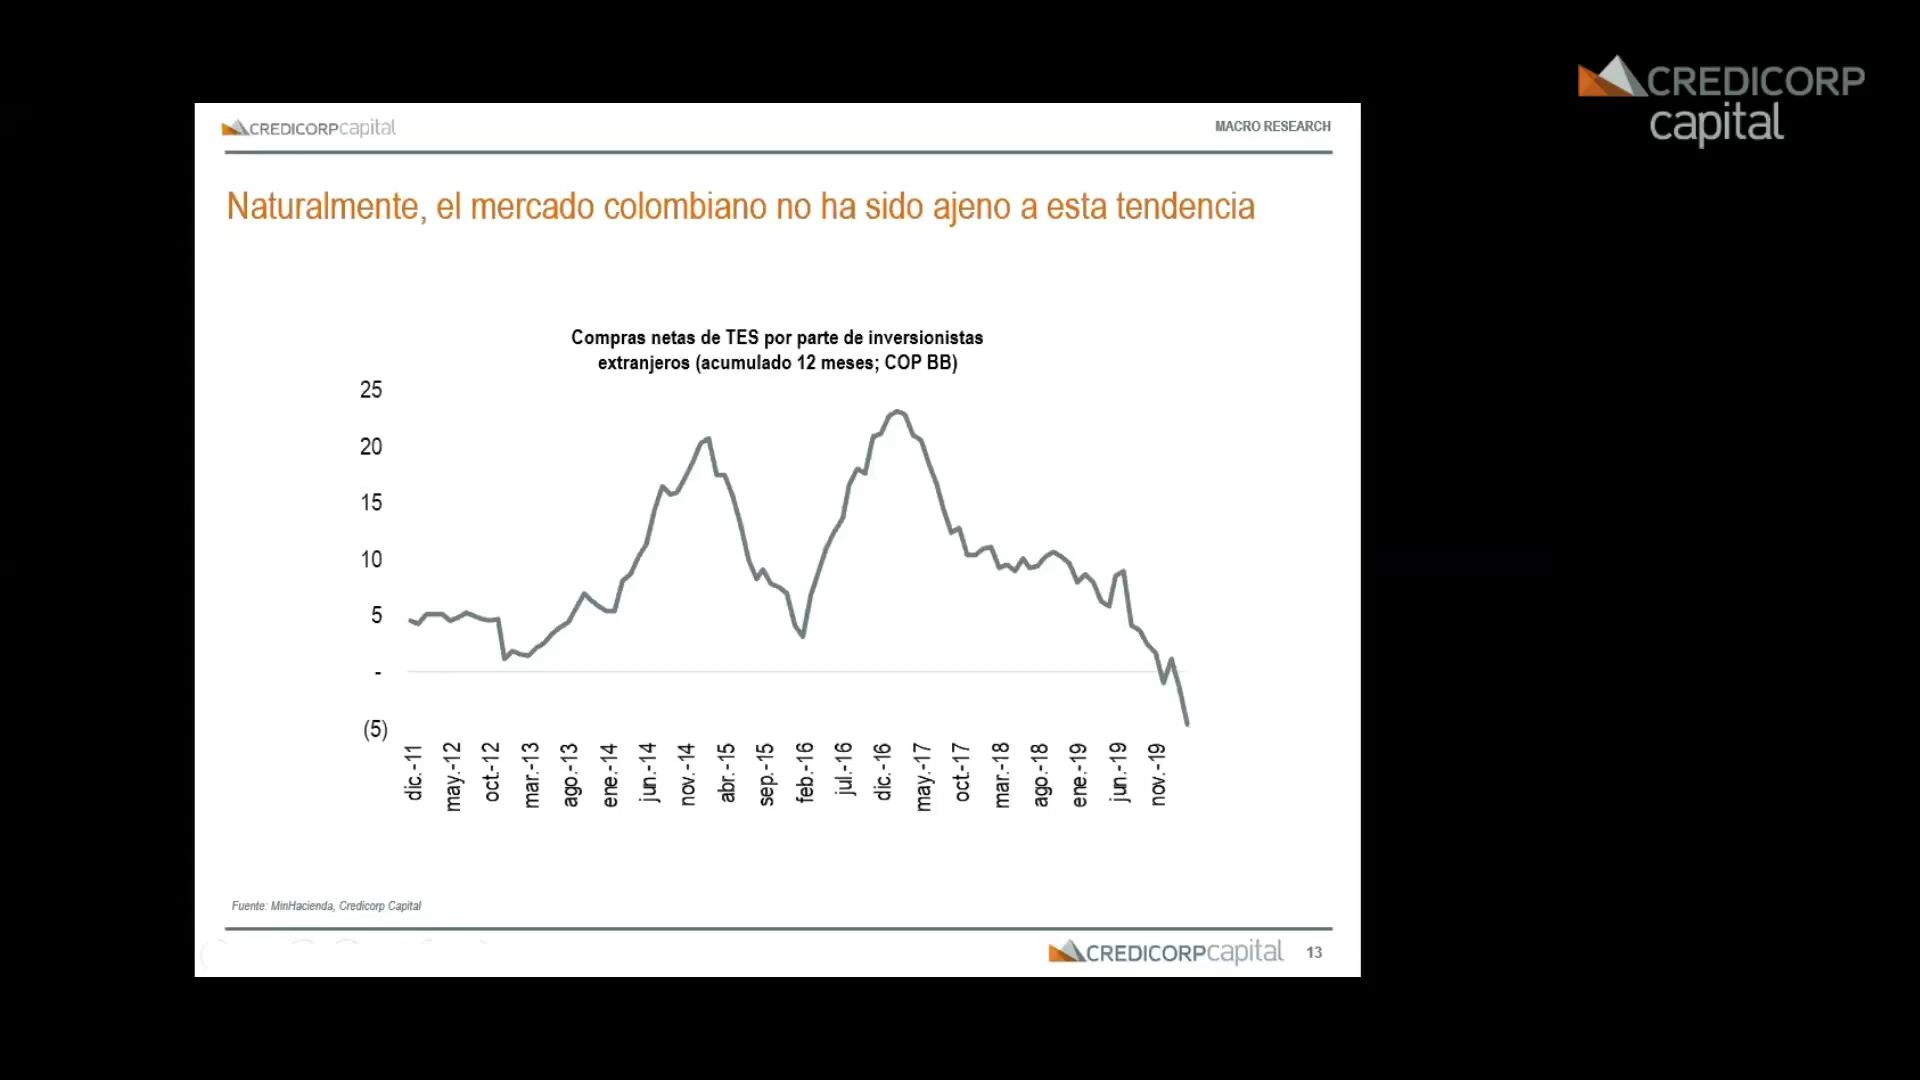 CREDICORP
capital
CREDICORPcapital
MACRO RESEARCH
Naturalmente, el mercado colombiano no ha sido ajeno a esta tendencia
Compras netas de TES por parte de inversionistas
extranjeros (acumulado 12 meses; COP BB)
25
20
15
10
5
-
(5)
dic.-11
may.-12
oct.-12
mar.-13
ago.-13
ene.-14
jun.-14
nov.-14
abr.-15
sep.-15
feb.-16
jul.-16
dic.-16
may.-17
oct.-17
mar.-18
ago.-18
ene.-19
jun.-19
nov.-19
Fuente: MinHacienda, Credicorp Capital
CREDICORPcapital 13